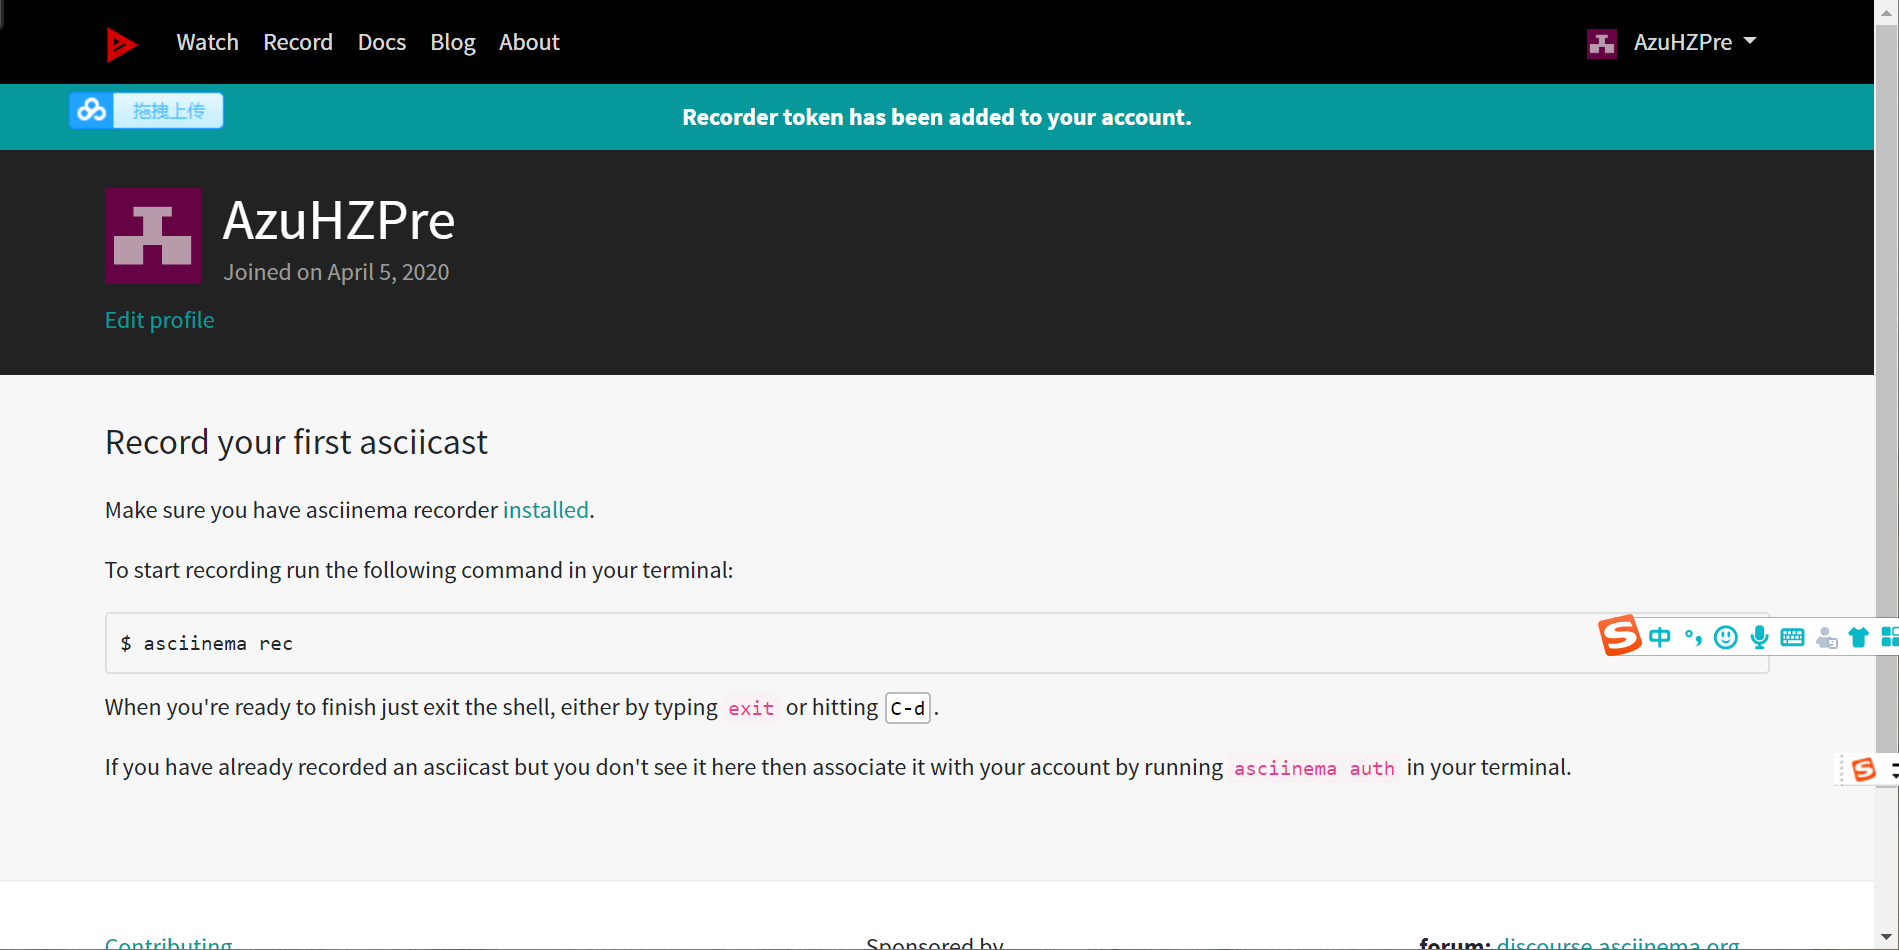 Watch Record Docs Blog About
AzuHZPre
拖拽上传
Recorder token has been added to your account.
AzuHZPre
Joined on April 5, 2020
Edit profile
Record your first asciicast
Make sure you have asciinema recorder installed.
To start recording run the following command in your terminal:
$ asciinema rec
中
When you're ready to finish just exit the shell, either by typing exit or hitting C-d.
If you have already recorded an asciicast but you don't see it here then associate it with your account by running asciinema auth in your terminal.
Contributing
Sponsored by
forum: discourse.asciinema.org